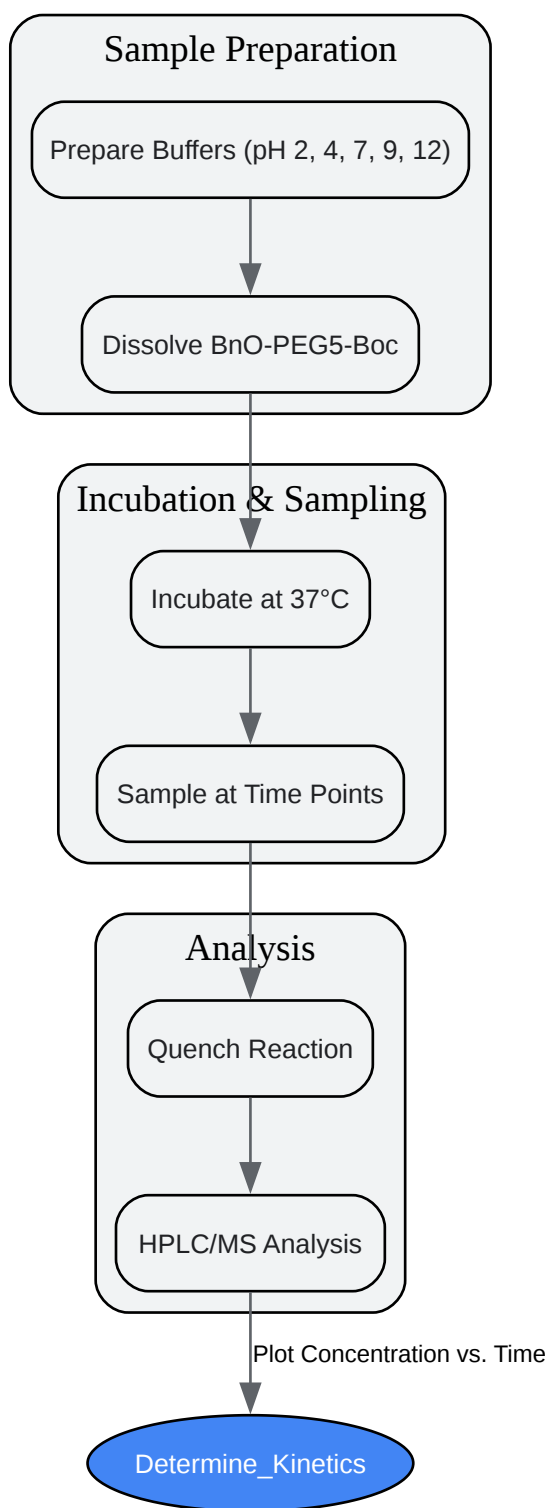 Sample Preparation
Prepare Buffers (pH 2, 4, 7, 9, 12)
Dissolve BnO-PEG5-Boc
Incubation & Sampling
Incubate at 37°C
Sample at Time Points
Analysis
Quench Reaction
HPLC/MS Analysis
Plot Concentration vs. Time
Determine_Kinetics